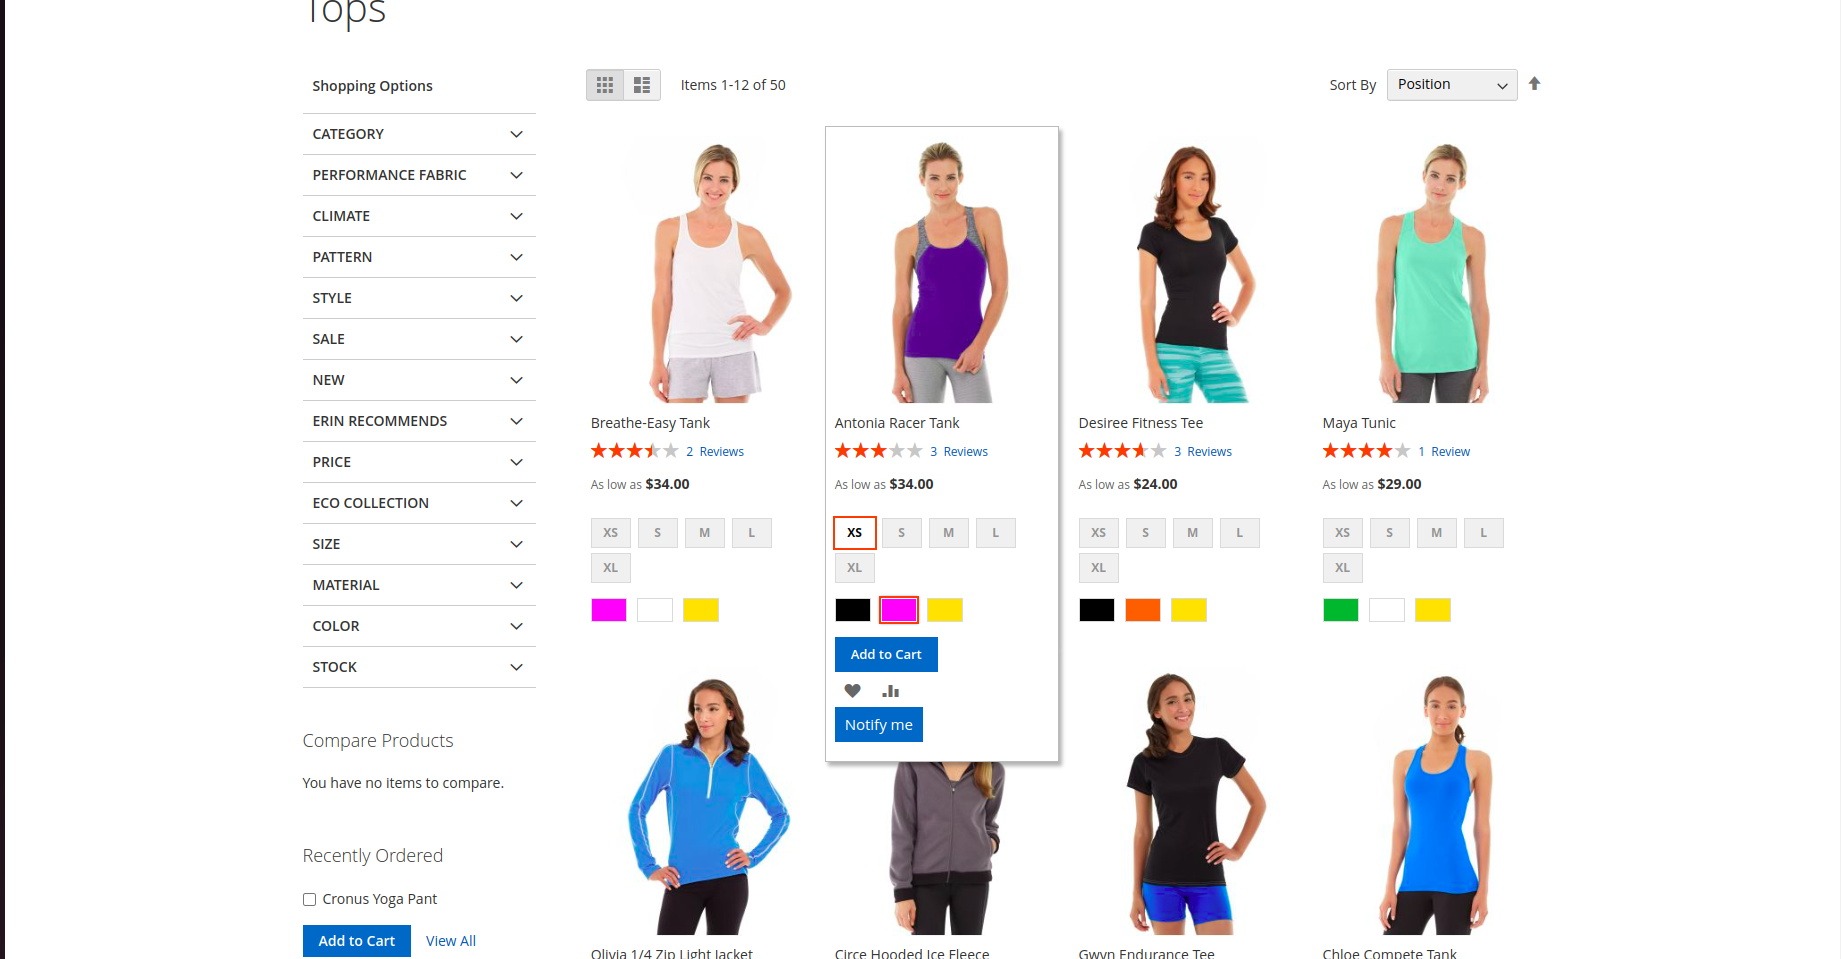 Tops
Shopping Options
CATEGORY
PERFORMANCE FABRIC
CLIMATE
PATTERN
STYLE
SALE
NEW
ERIN RECOMMENDS
PRICE
ECO COLLECTION
SIZE
MATERIAL
COLOR
STOCK
Compare Products
You have no items to compare.
Recently Ordered
Cronus Yoga Pant
Add to Cart View All
Items 1-12 of 50
Sort By Position
Breathe-Easy Tank
2 Reviews
As low as $34.00
XS S M L
XL
Antonia Racer Tank
3 Reviews
As low as $34.00
XS S M L
XL
Add to Cart
Notify me
Desiree Fitness Tee
3 Reviews
As low as $24.00
XS S M L
XL
Maya Tunic
1 Review
As low as $29.00
XS S M L
XL
Olivia 1/4 Zip Light Jacket
Circe Hooded Ice Fleece
Gwyn Endurance Tee
Chloe Compete Tank